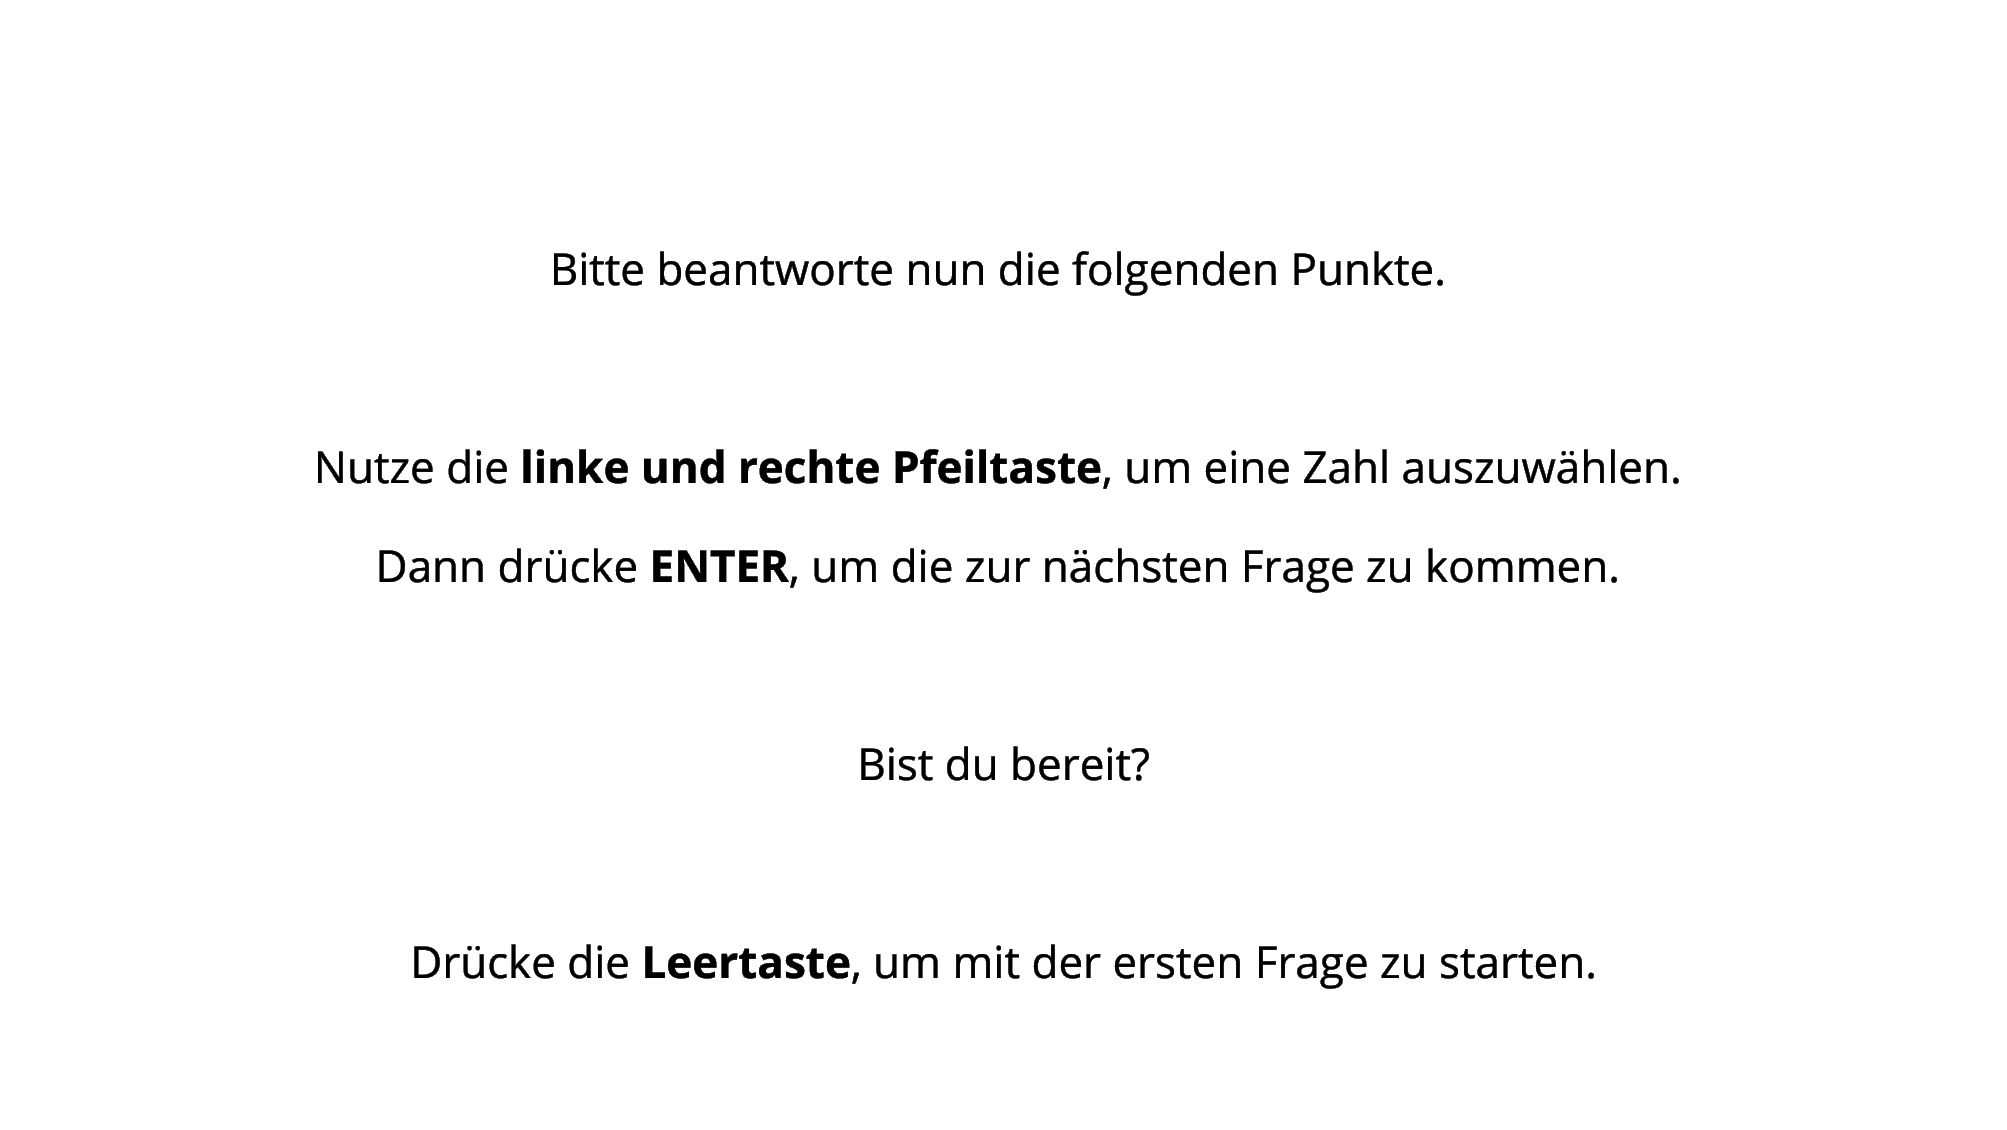 Bitte beantworte nun die folgenden Punkte.
Nutze die linke und rechte Pfeiltaste, um eine Zahl auszuwählen.
Dann drücke ENTER, um die zur nächsten Frage zu kommen.
Bist du bereit?
Drücke die Leertaste, um mit der ersten Frage zu starten.